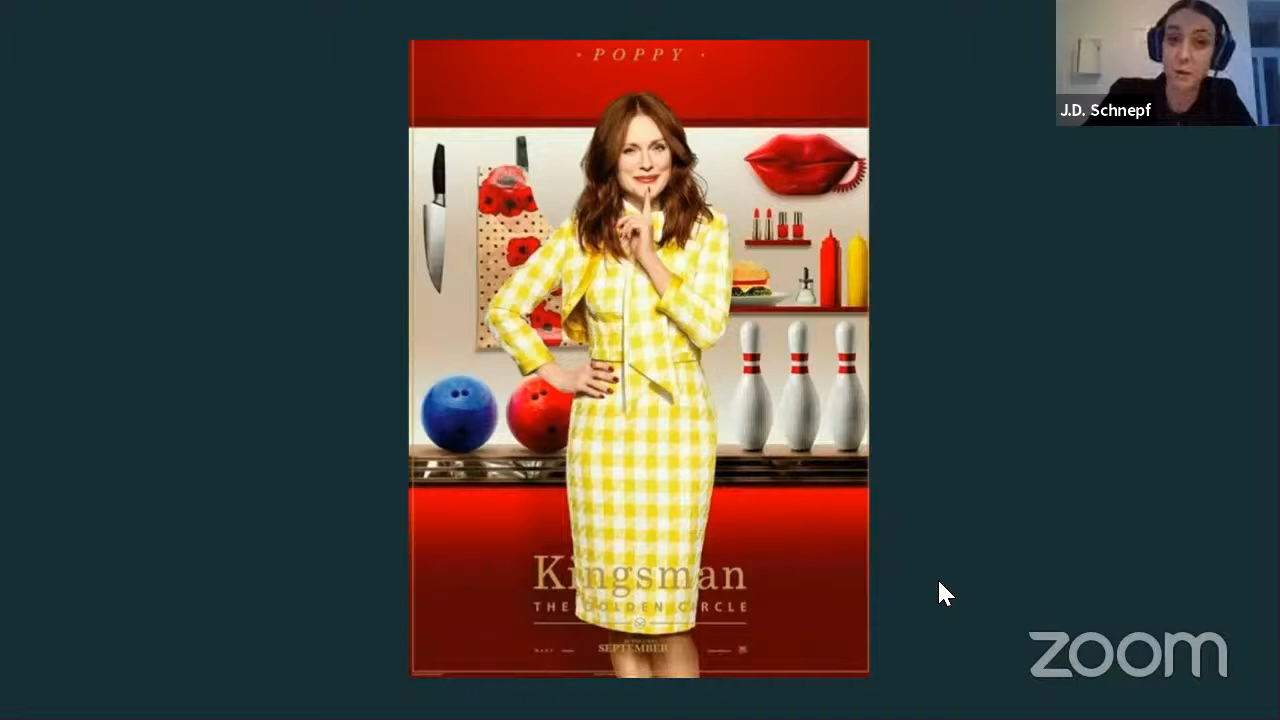 · POPPY ·
J.D. Schnepf
Kingsman
THE GOLDEN CIRCLE
SEPTEMBER
zoom